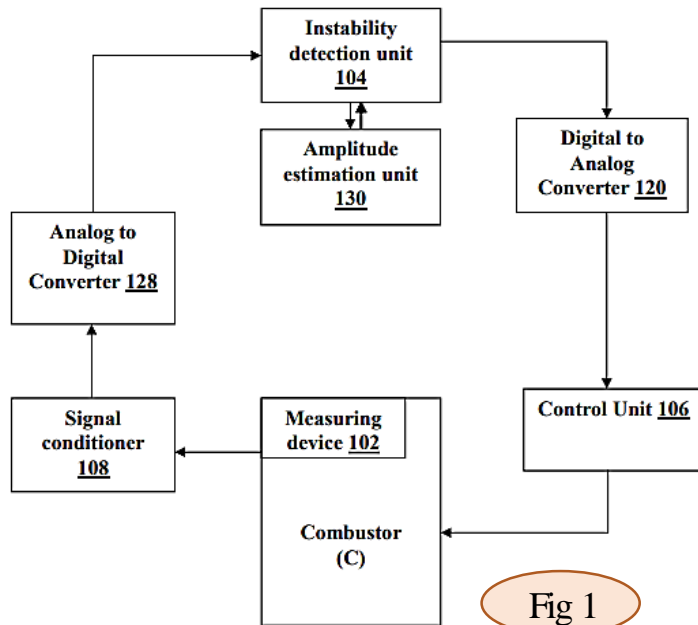 Instability
detection unit
104
Amplitude
estimation unit
130
Digital to
Analog
Converter 120
Analog to
Digital
Converter 128
Signal
conditioner
108
Measuring
device 102
Combustor
(C)
Control Unit 106
Fig 1